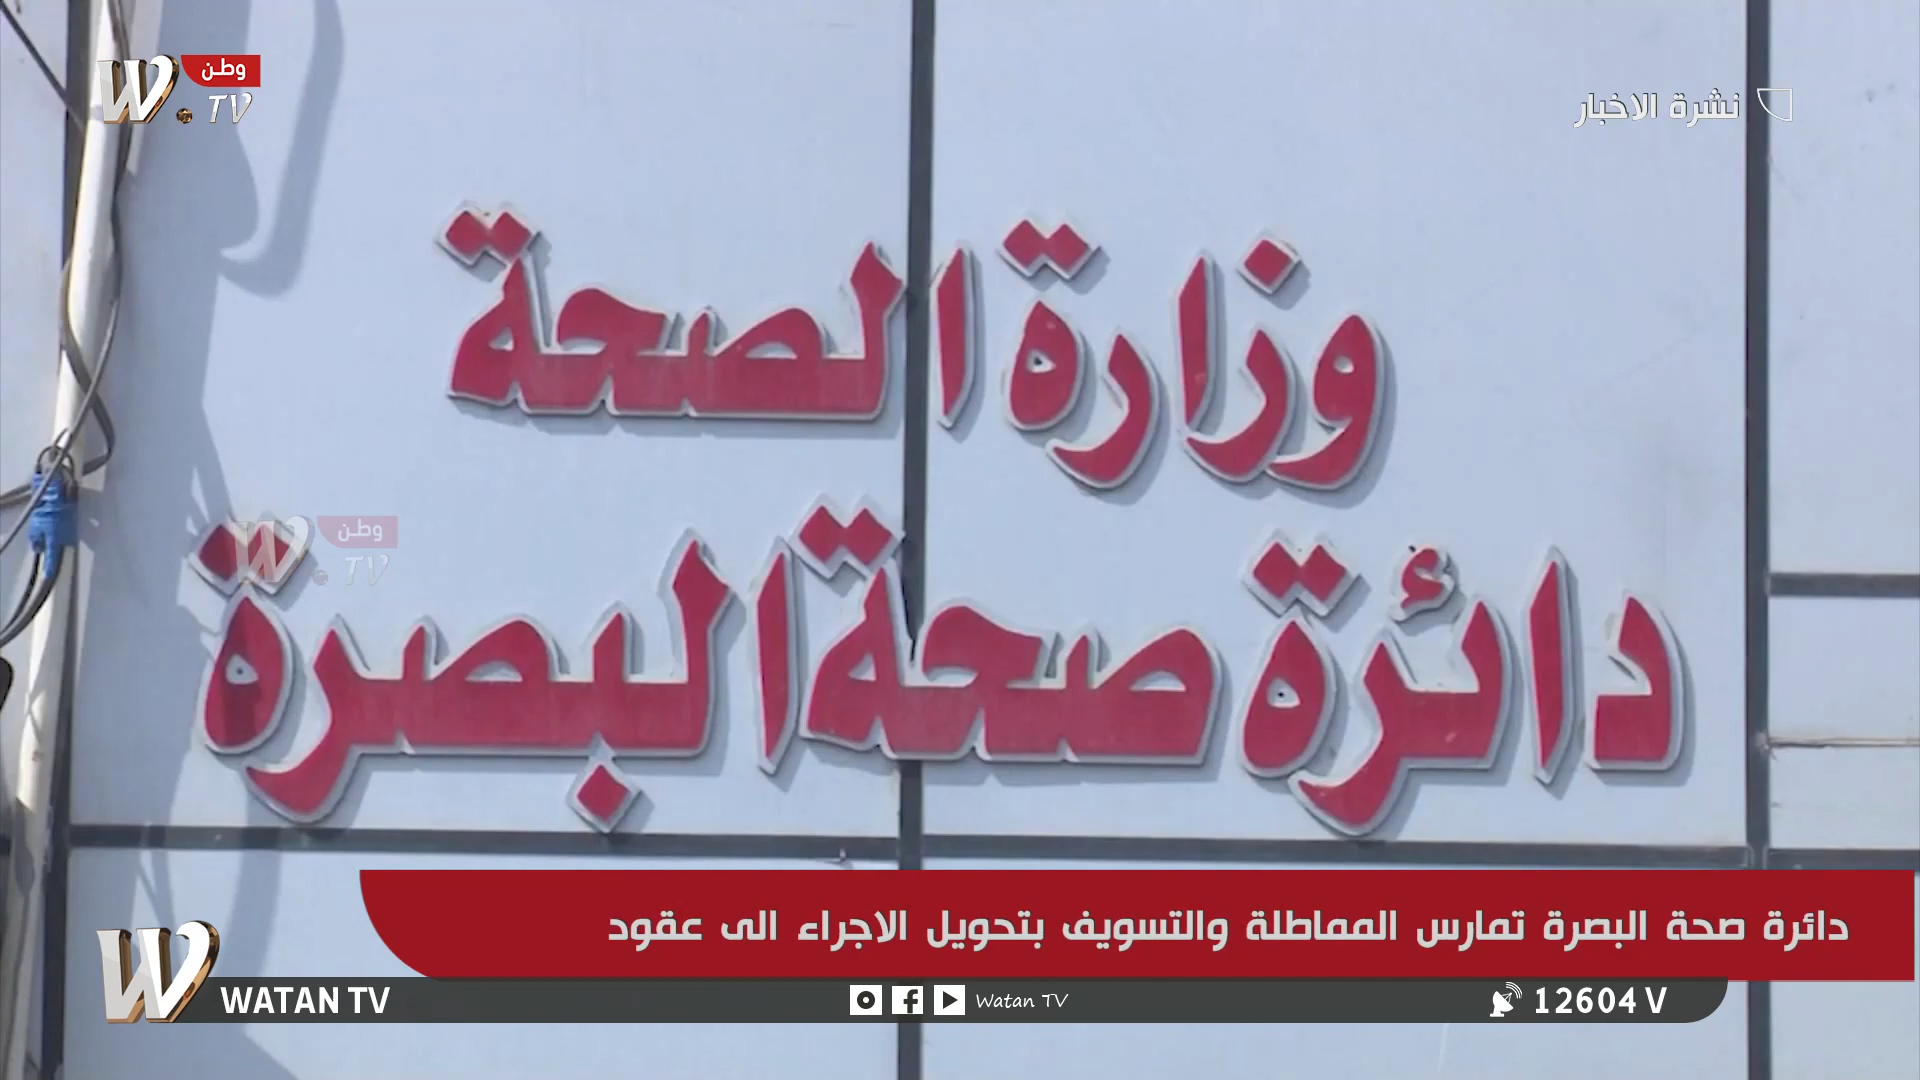 وطن
W.TV
نشرة الاخبار
وزارة الصحة
دائرة صحة البصرة
وطن
W.TV
دائرة صحة البصرة تمارس المماطلة والتسويف بتحويل الاجراء الى عقود
W WATAN TV
Watan TV
12604 V